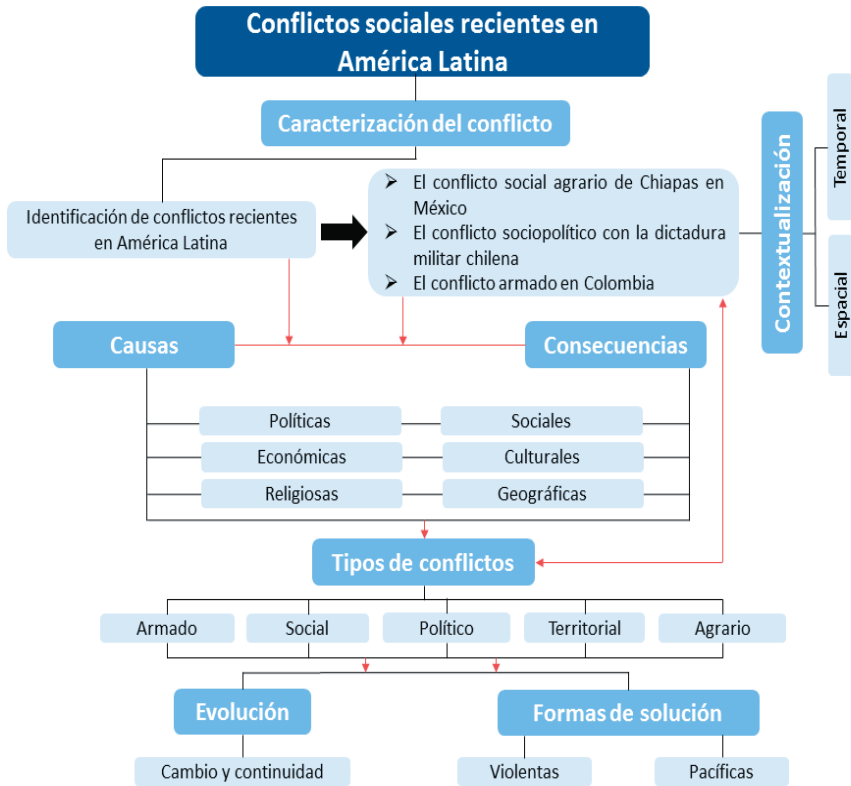 Conflictos sociales recientes en
América Latina
Caracterización del conflicto
Identificación de conflictos recientes
en América Latina
➢ El conflicto social agrario de Chiapas en
México
➢ El conflicto sociopolítico con la dictadura
militar chilena
➢ El conflicto armado en Colombia
Contextualización
Temporal
Espacial
Causas
Consecuencias
Políticas
Sociales
Económicas
Culturales
Religiosas
Geográficas
Tipos de conflictos
Armado
Social
Político
Territorial
Agrario
Evolución
Formas de solución
Cambio y continuidad
Violentas
Pacíficas